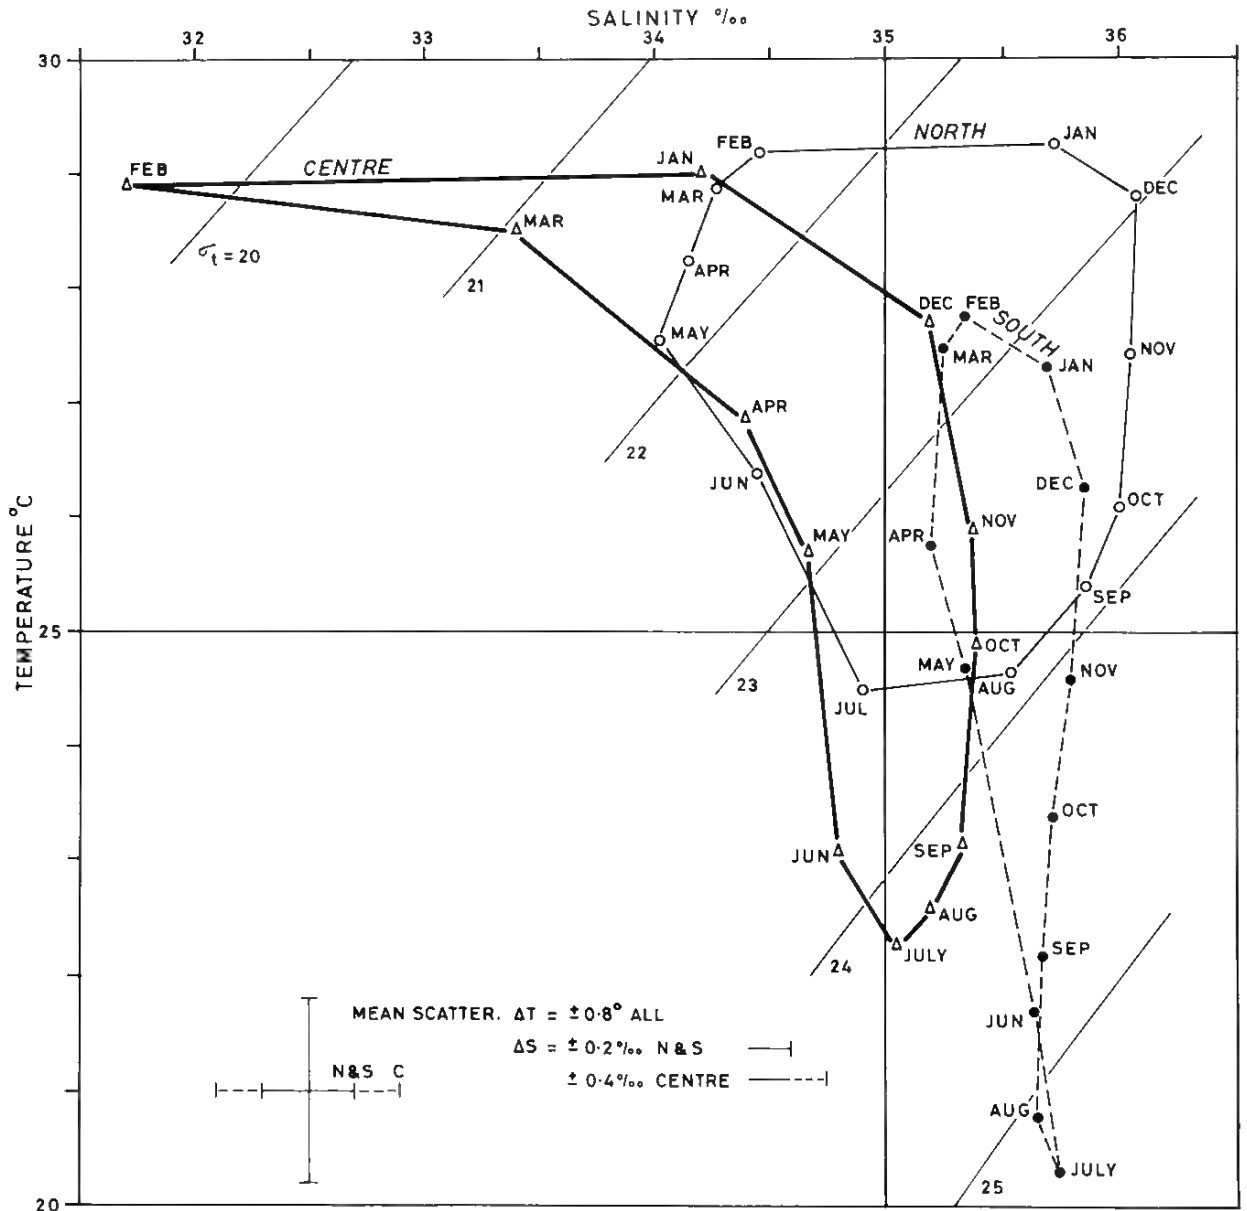 SALINITY ‰
32 33 34 35 36
30
JAN
NORTH
FEB
JAN
FEB
CENTRE
DEC
MAR
MAR
σt = 20
APR
21
DEC FEB
SOUTH
MAY
NOV
MAR
JAN
APR
22
JUN
DEC
OCT
NOV
MAY
APR
TEMPERATURE °C
SEP
25
OCT
MAY
NOV
AUG
23
JUL
OCT
JUN
SEP
AUG
SEP
JULY
24
MEAN SCATTER. ΔT = ±0·8° ALL
JUN
ΔS = ±0·2‰ N & S
N&S C
±0·4‰ CENTRE
AUG
JULY
25
20